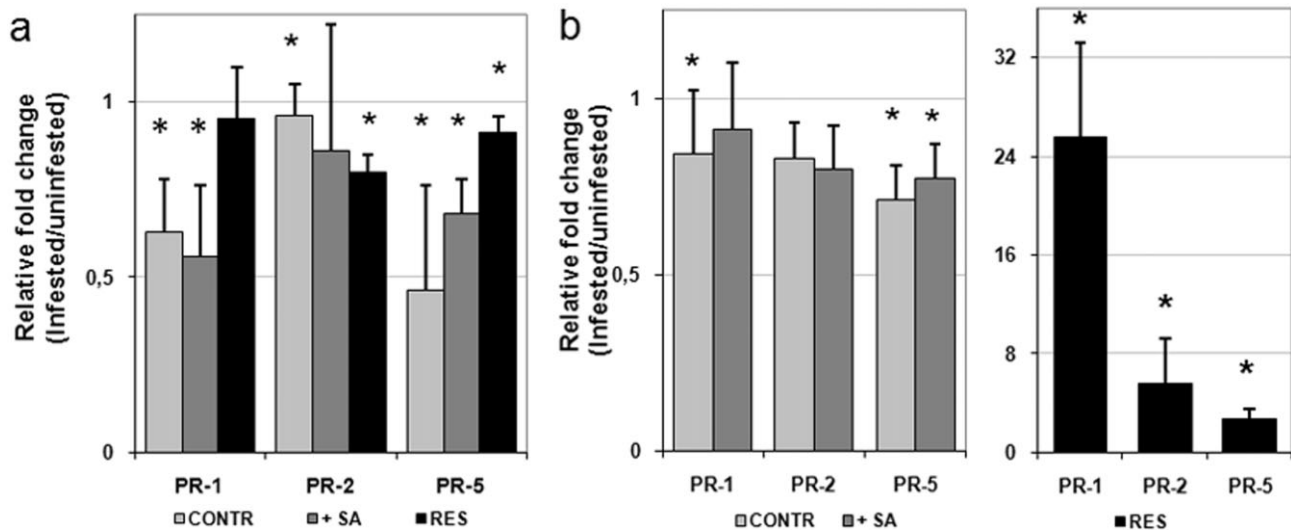 a
Relative fold change
(Infested/uninfested)
1
0,5
0
*
*
*
*
*
*
*
PR-1 PR-2 PR-5
CONTR + SA RES
b
Relative fold change
(Infested/uninfested)
1
0,5
0
*
*
*
PR-1 PR-2 PR-5
CONTR + SA
32
24
16
8
0
*
*
*
PR-1 PR-2 PR-5
RES